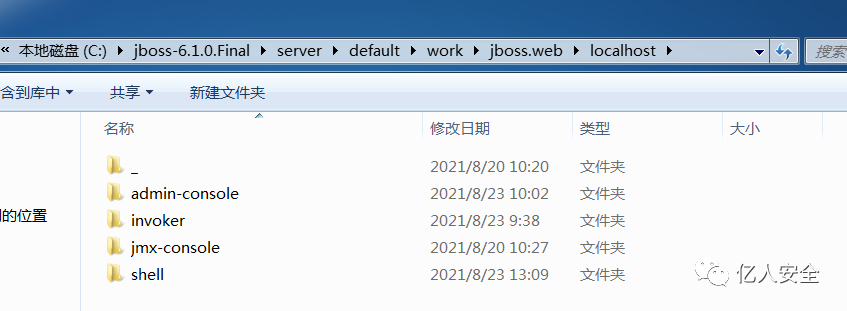 « 本地磁盘 (C:) ▸ jboss-6.1.0.Final ▸ server ▸ default ▸ work ▸ jboss.web ▸ localhost ▸ 搜索
含到库中 ▾ 共享 ▾ 新建文件夹
名称 修改日期 类型 大小
_ 2021/8/20 10:20 文件夹
admin-console 2021/8/23 10:02 文件夹
的位置
invoker 2021/8/23 9:38 文件夹
jmx-console 2021/8/20 10:27 文件夹
shell 2021/8/23 13:09 文件夹
亿人安全